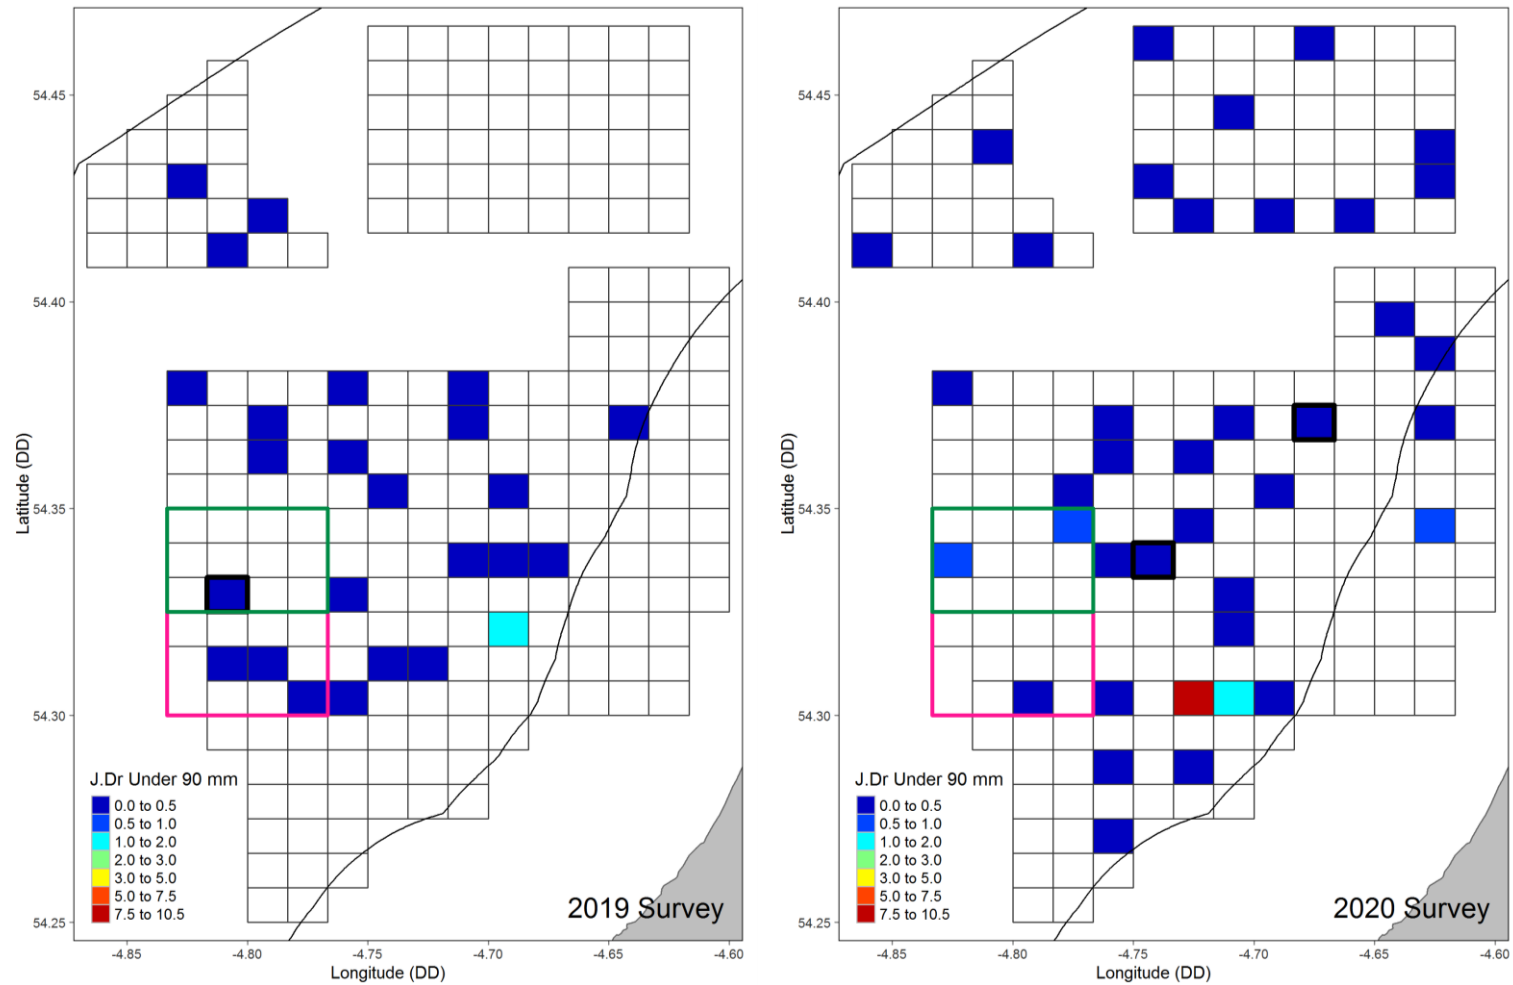 54.45
54.40
54.35
54.30
54.25
Latitude (DD)
J.Dr Under 90 mm
0.0 to 0.5
0.5 to 1.0
1.0 to 2.0
2.0 to 3.0
3.0 to 5.0
5.0 to 7.5
7.5 to 10.5
2019 Survey
-4.85 -4.80 -4.75 -4.70 -4.65 -4.60
Longitude (DD)
54.45
54.40
54.35
54.30
54.25
Latitude (DD)
J.Dr Under 90 mm
0.0 to 0.5
0.5 to 1.0
1.0 to 2.0
2.0 to 3.0
3.0 to 5.0
5.0 to 7.5
7.5 to 10.5
2020 Survey
-4.85 -4.80 -4.75 -4.70 -4.65 -4.60
Longitude (DD)